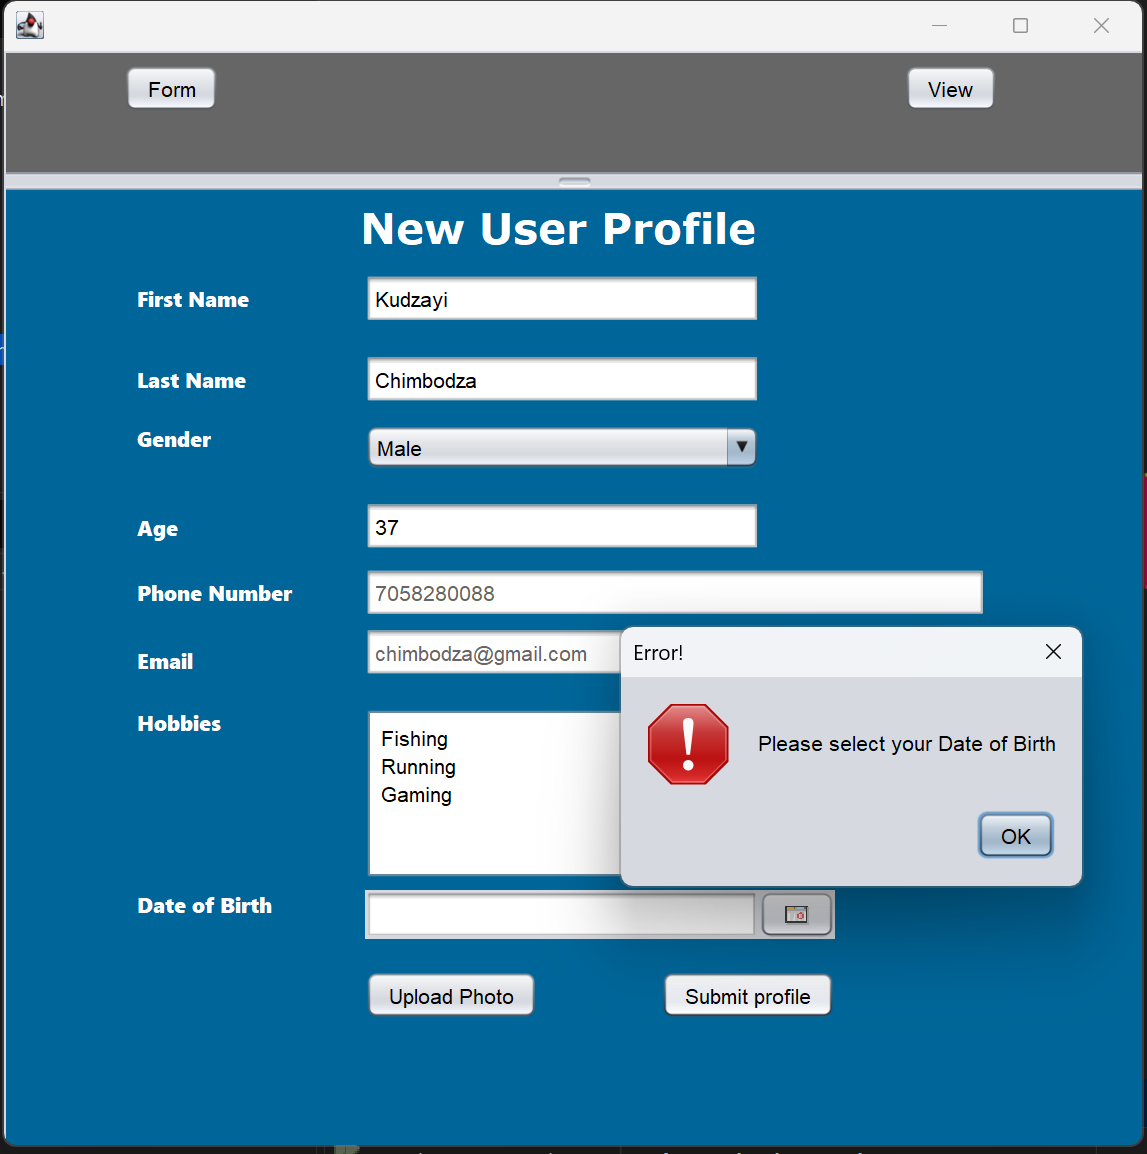 Form
View
New User Profile
First Name
Kudzayi
Last Name
Chimbodza
Gender
Male
Age
37
Phone Number
7058280088
Email
chimbodza@gmail.com
Hobbies
Fishing
Running
Gaming
Error!
Please select your Date of Birth
OK
Date of Birth
Upload Photo
Submit profile